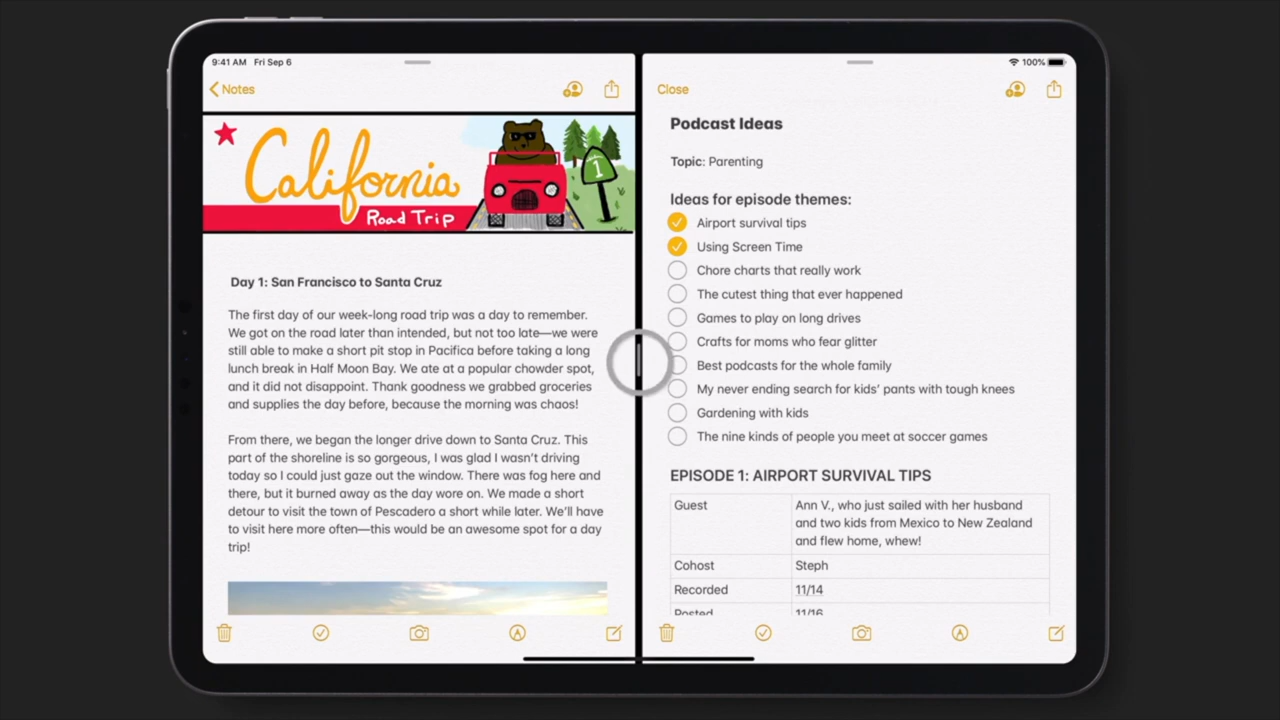 9:41 AM Fri Sep 6
100%
Notes
California
Road Trip
1
Day 1: San Francisco to Santa Cruz
The first day of our week-long road trip was a day to remember.
We got on the road later than intended, but not too late—we were
still able to make a short pit stop in Pacifica before taking a long
lunch break in Half Moon Bay. We ate at a popular chowder spot,
and it did not disappoint. Thank goodness we grabbed groceries
and supplies the day before, because the morning was chaos!
From there, we began the longer drive down to Santa Cruz. This
part of the shoreline is so gorgeous, I was glad I wasn't driving
today so I could just gaze out the window. There was fog here and
there, but it burned away as the day wore on. We made a short
detour to visit the town of Pescadero a short while later. We'll have
to visit here more often—this would be an awesome spot for a day
trip!
Close
Podcast Ideas
Topic: Parenting
Ideas for episode themes:
Airport survival tips
Using Screen Time
Chore charts that really work
The cutest thing that ever happened
Games to play on long drives
Crafts for moms who fear glitter
Best podcasts for the whole family
My never ending search for kids' pants with tough knees
Gardening with kids
The nine kinds of people you meet at soccer games
EPISODE 1: AIRPORT SURVIVAL TIPS
Guest Ann V., who just sailed with her husband
and two kids from Mexico to New Zealand
and flew home, whew!
Cohost Steph
Recorded 11/14
Posted 11/16